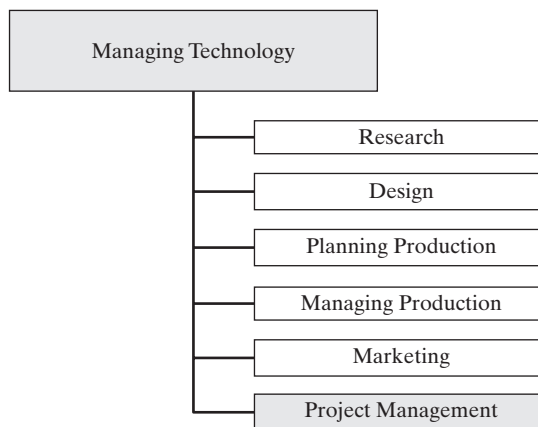 Managing Technology
Research
Design
Planning Production
Managing Production
Marketing
Project Management